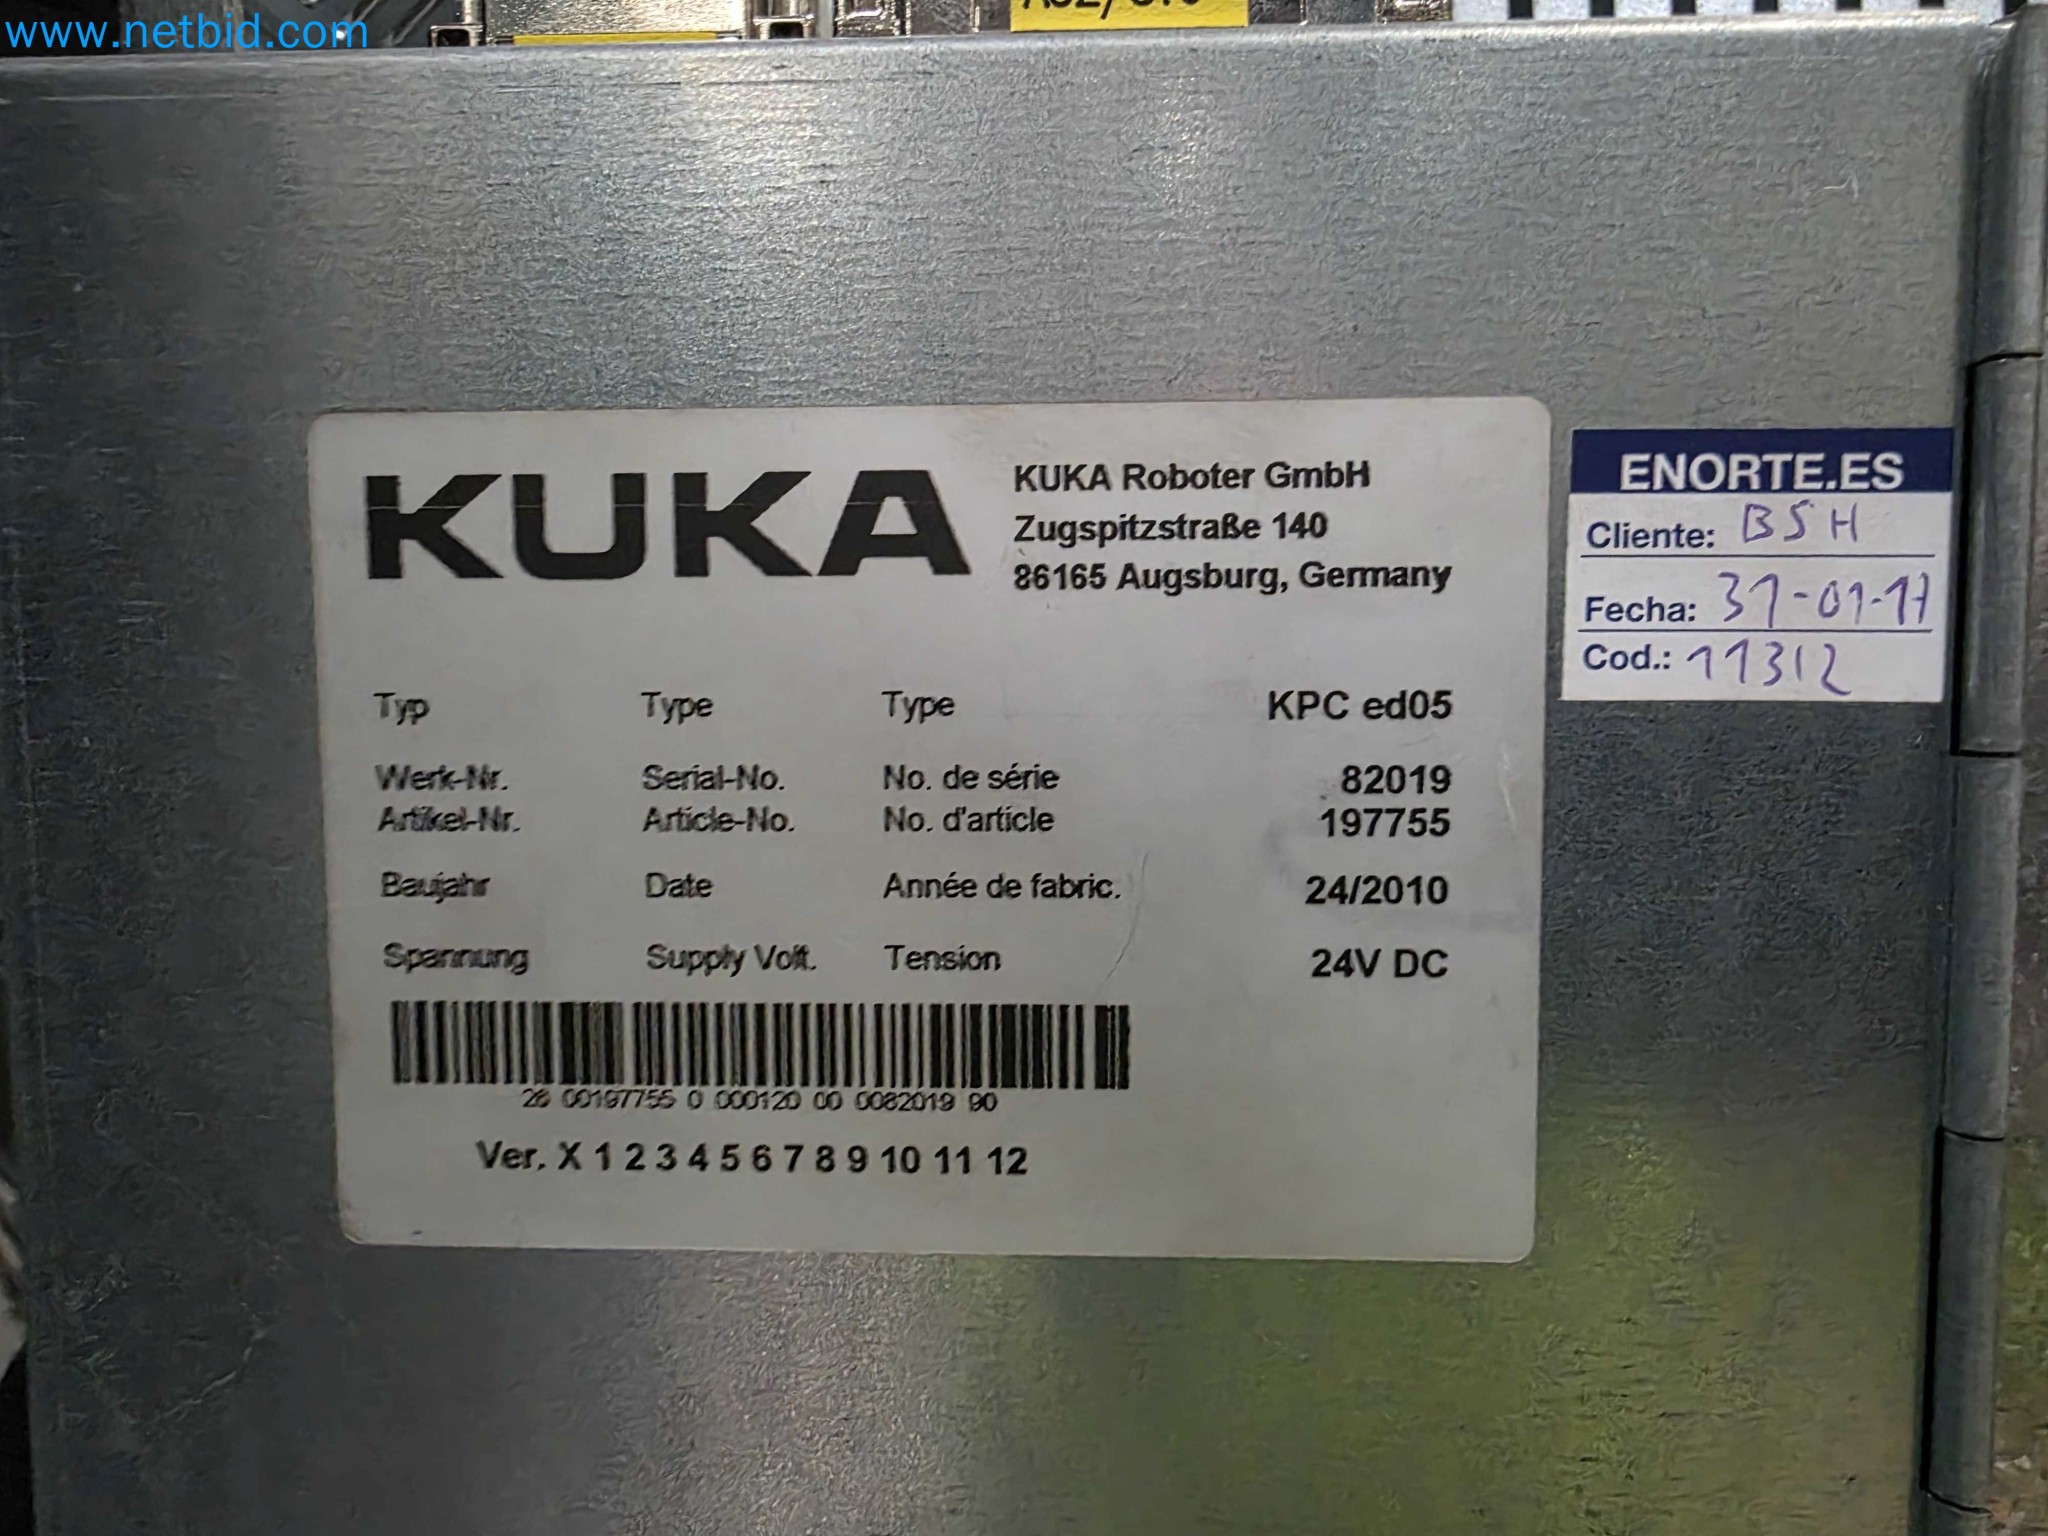 www.netbid.com
KUKA
KUKA Roboter GmbH
Zugspitzstraße 140
86165 Augsburg, Germany
Typ Type Type KPC ed05
Werk-Nr. Serial-No. No. de série 82019
Artikel-Nr. Article-No. No. d'article 197755
Baujahr Date Année de fabric. 24/2010
Spannung Supply Volt. Tension 24V DC
26 00197755 0 000120 00 0082019 90
Ver. X 1 2 3 4 5 6 7 8 9 10 11 12
ENORTE.ES
Cliente: BSH
Fecha: 31-01-17
Cod.: 11312